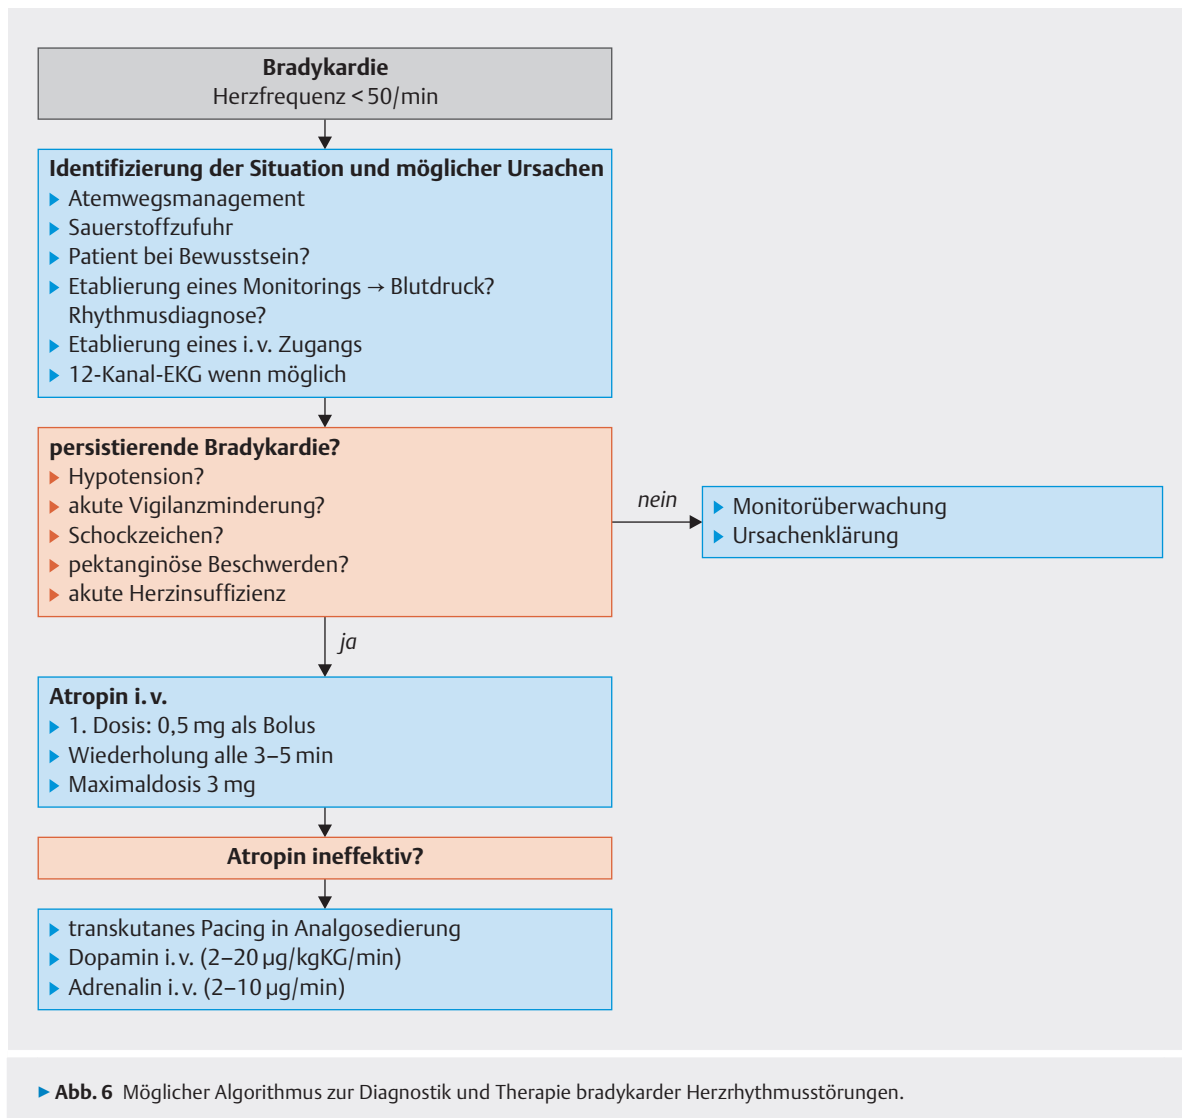 Bradykardie
Herzfrequenz < 50/min
Identifizierung der Situation und möglicher Ursachen
▶ Atemwegsmanagement
▶ Sauerstoffzufuhr
▶ Patient bei Bewusstsein?
▶ Etablierung eines Monitorings → Blutdruck?
Rhythmusdiagnose?
▶ Etablierung eines i. v. Zugangs
▶ 12-Kanal-EKG wenn möglich
persistierende Bradykardie?
▶ Hypotension?
▶ akute Vigilanzminderung?
▶ Schockzeichen?
▶ pektanginöse Beschwerden?
▶ akute Herzinsuffizienz
nein
▶ Monitorüberwachung
▶ Ursachenklärung
ja
Atropin i. v.
▶ 1. Dosis: 0,5 mg als Bolus
▶ Wiederholung alle 3–5 min
▶ Maximaldosis 3 mg
Atropin ineffektiv?
▶ transkutanes Pacing in Analgosedierung
▶ Dopamin i. v. (2–20 µg/kgKG/min)
▶ Adrenalin i. v. (2–10 µg/min)
▶ Abb. 6 Möglicher Algorithmus zur Diagnostik und Therapie bradykarder Herzrhythmusstörungen.